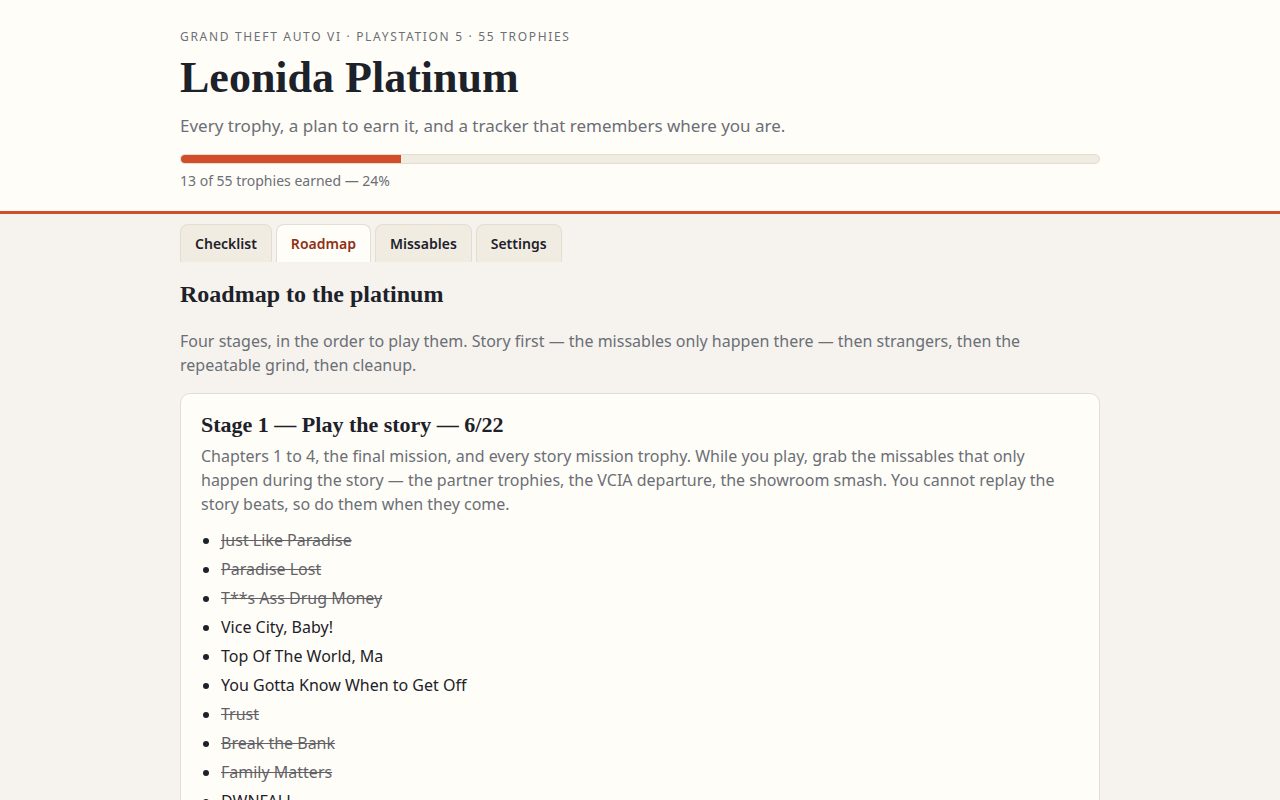 GRAND THEFT AUTO VI · PLAYSTATION 5 · 55 TROPHIES
Leonida Platinum
Every trophy, a plan to earn it, and a tracker that remembers where you are.
13 of 55 trophies earned — 24%
Checklist
Roadmap
Missables
Settings
Roadmap to the platinum
Four stages, in the order to play them. Story first — the missables only happen there — then strangers, then the
repeatable grind, then cleanup.
Stage 1 — Play the story — 6/22
Chapters 1 to 4, the final mission, and every story mission trophy. While you play, grab the missables that only
happen during the story — the partner trophies, the VCIA departure, the showroom smash. You cannot replay the
story beats, so do them when they come.
Just Like Paradise
Paradise Lost
T**s Ass Drug Money
Vice City, Baby!
Top Of The World, Ma
You Gotta Know When to Get Off
Trust
Break the Bank
Family Matters